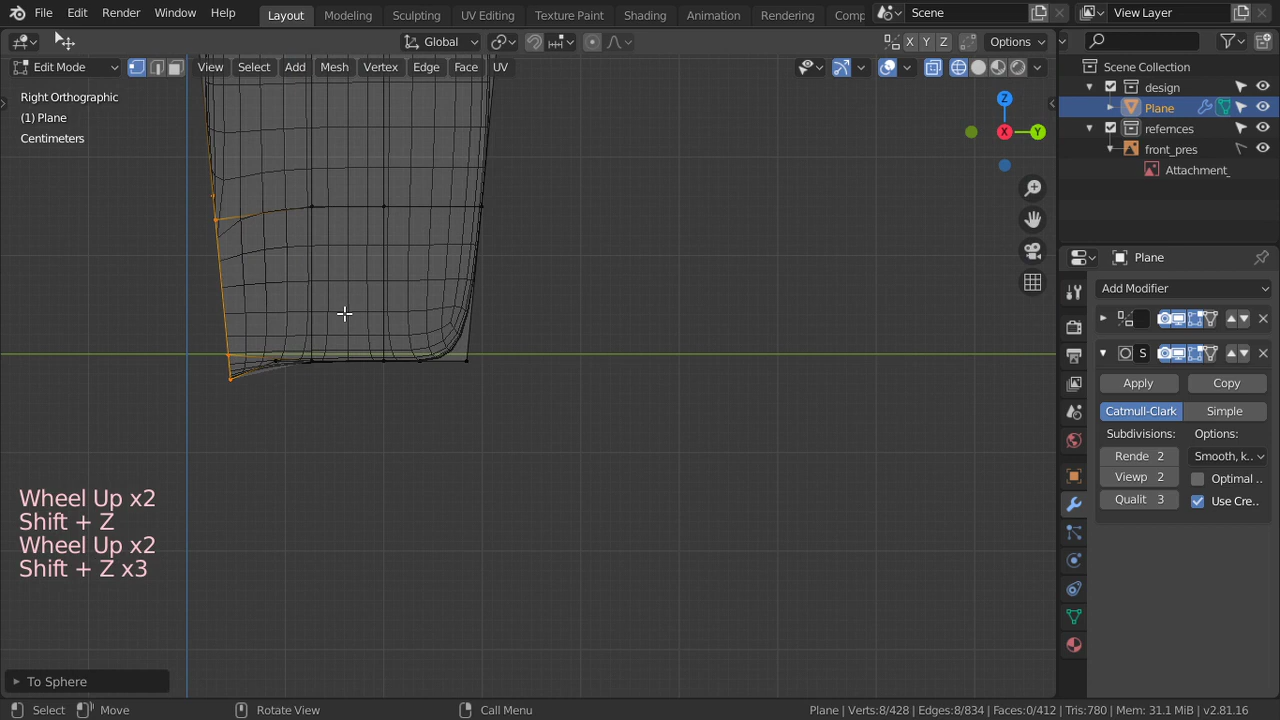 File Edit Render Window Help Layout Modeling Sculpting UV Editing Texture Paint Shading Animation Rendering Comp Scene View Layer
Global X Y Z Options
Edit Mode View Select Add Mesh Vertex Edge Face UV
Scene Collection
design
Plane
refernces
front_pres
Attachment_
Right Orthographic
(1) Plane
Centimeters
Z
X
Y
Plane
Add Modifier
S
Apply Copy
Catmull-Clark Simple
Subdivisions: Options:
Rende 2 Smooth, k..
Viewp 2 Optimal ..
Qualit 3 Use Cre..
Wheel Up x2
Shift + Z
Wheel Up x2
Shift + Z x3
To Sphere
Select Move Rotate View Call Menu Plane | Verts:8/428 | Edges:8/834 | Faces:0/412 | Tris:780 | Mem: 31.1 MiB | v2.81.16